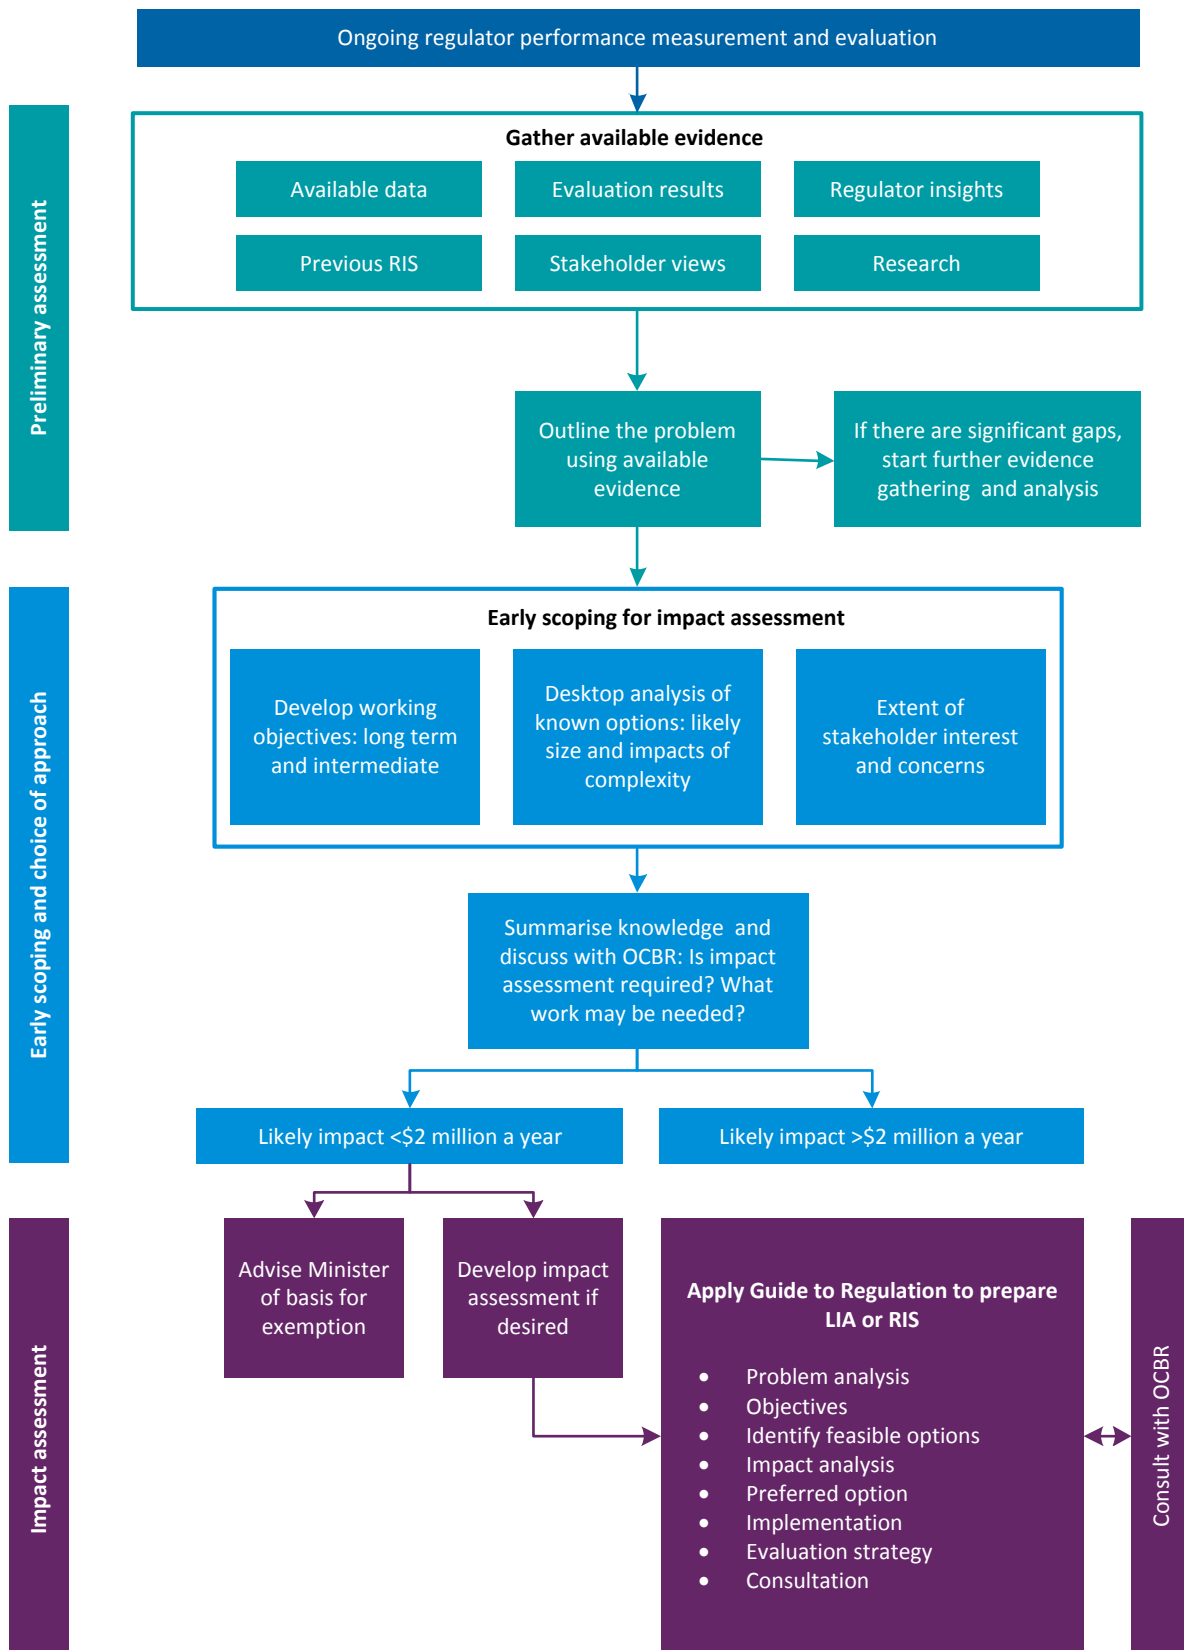 Ongoing regulator performance measurement and evaluation
Preliminary assessment
Gather available evidence
Available data
Evaluation results
Regulator insights
Previous RIS
Stakeholder views
Research
Outline the problem
using available
evidence
If there are significant gaps,
start further evidence
gathering and analysis
Early scoping and choice of approach
Early scoping for impact assessment
Develop working
objectives: long term
and intermediate
Desktop analysis of
known options: likely
size and impacts of
complexity
Extent of
stakeholder interest
and concerns
Summarise knowledge and
discuss with OCBR: Is impact
assessment required? What
work may be needed?
Likely impact <$2 million a year
Likely impact >$2 million a year
Impact assessment
Advise Minister
of basis for
exemption
Develop impact
assessment if
desired
Apply Guide to Regulation to prepare
LIA or RIS
• Problem analysis
• Objectives
• Identify feasible options
• Impact analysis
• Preferred option
• Implementation
• Evaluation strategy
• Consultation
Consult with OCBR